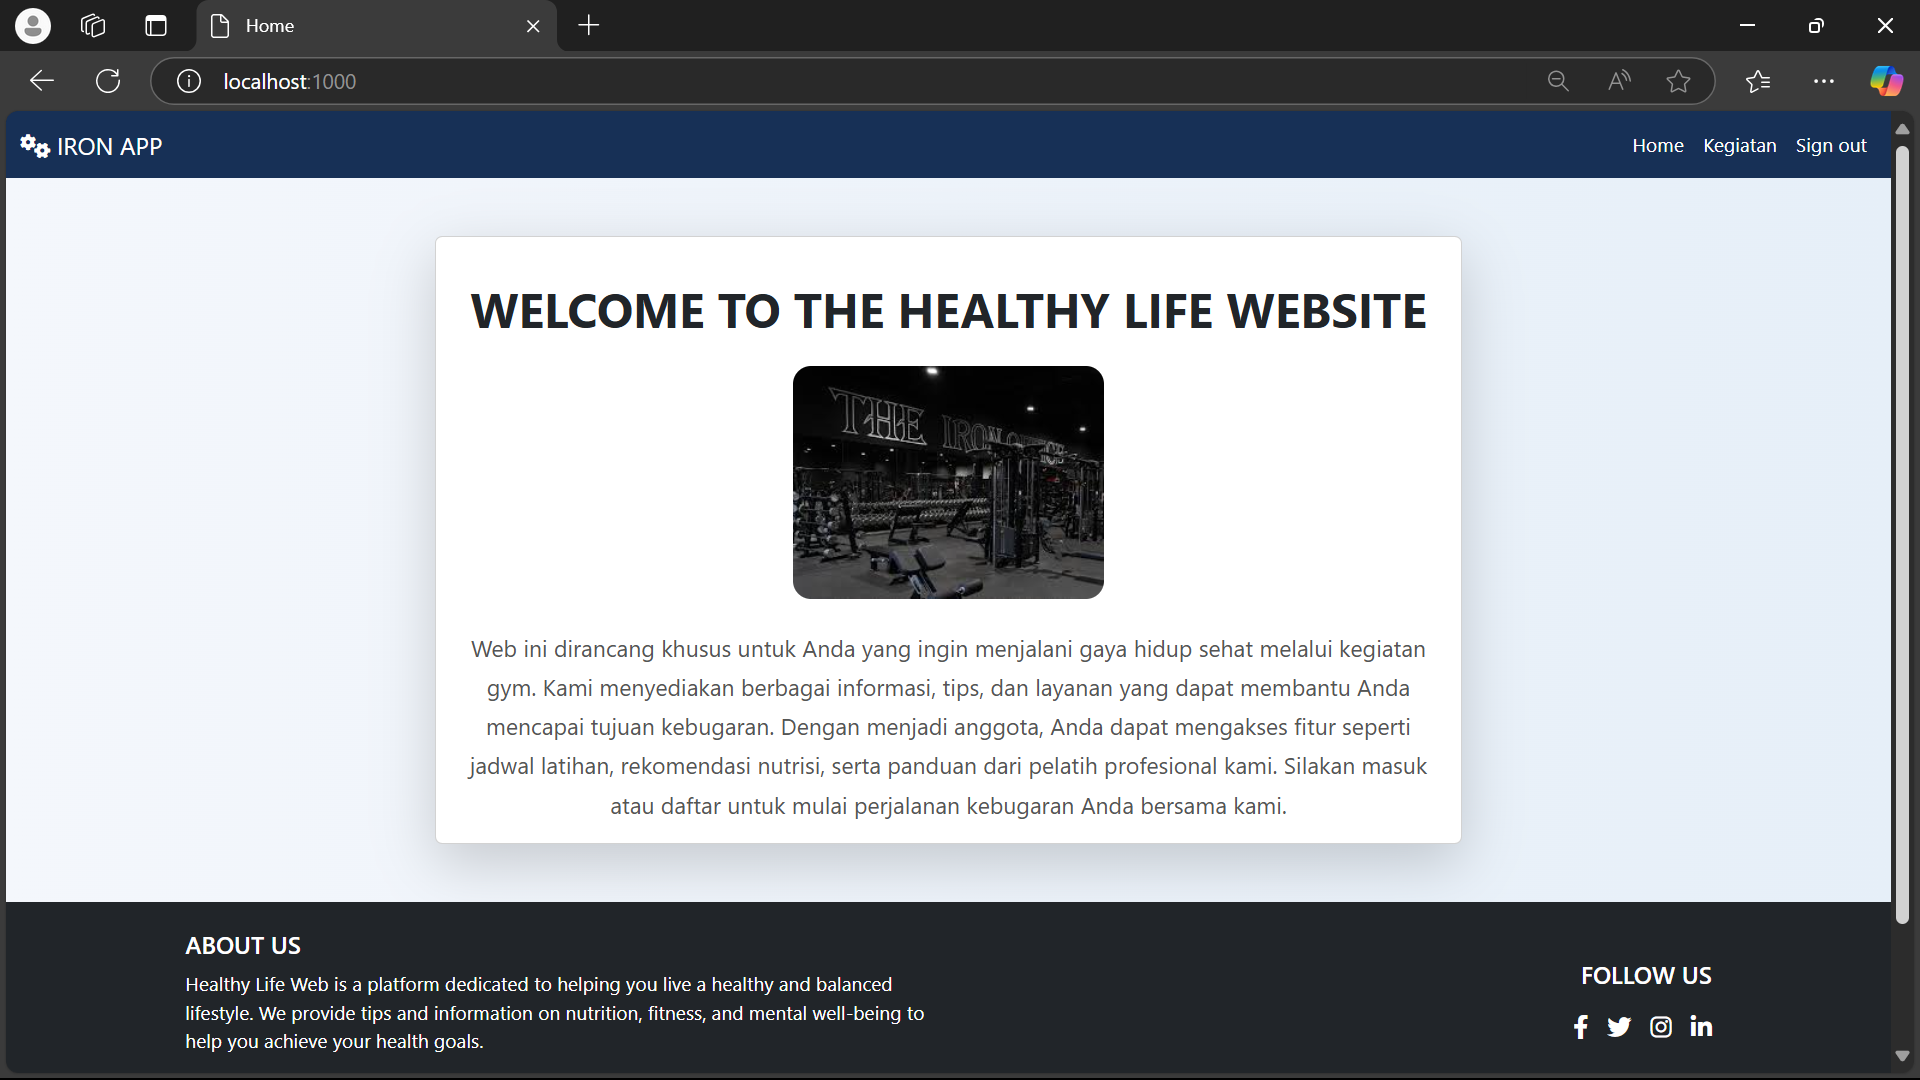 Home
localhost:1000
IRON APP
Home Kegiatan Sign out
WELCOME TO THE HEALTHY LIFE WEBSITE
THE IRON
Web ini dirancang khusus untuk Anda yang ingin menjalani gaya hidup sehat melalui kegiatan
gym. Kami menyediakan berbagai informasi, tips, dan layanan yang dapat membantu Anda
mencapai tujuan kebugaran. Dengan menjadi anggota, Anda dapat mengakses fitur seperti
jadwal latihan, rekomendasi nutrisi, serta panduan dari pelatih profesional kami. Silakan masuk
atau daftar untuk mulai perjalanan kebugaran Anda bersama kami.
ABOUT US
Healthy Life Web is a platform dedicated to helping you live a healthy and balanced
lifestyle. We provide tips and information on nutrition, fitness, and mental well-being to
help you achieve your health goals.
FOLLOW US